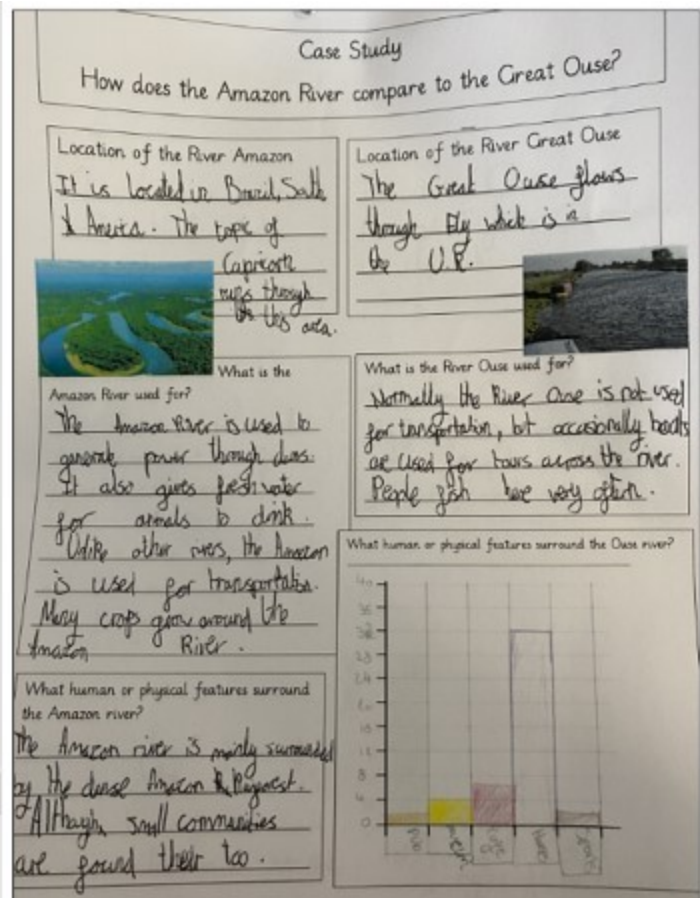 Case Study
How does the Amazon River compare to the Great Ouse?
Location of the River Amazon
It is located in Brazil, South
America. The topic of
Capricorn
runs through
this area.
Location of the River Great Ouse
The Great Ouse flows
through Ely which is in
the U.K.
What is the
Amazon River used for?
The Amazon River is used to
generate power through dams.
It also gives fresh water
for animals to drink.
Unlike other rivers, the Amazon
is used for transportation.
Many crops grow around the
Amazon River.
What is the River Ouse used for?
Normally the River Ouse is not used
for transportation, but occasionally boats
are used for tours across the river.
People fish here very often.
What human or physical features surround
the Amazon river?
The Amazon river is mainly surrounded
by the dense Amazon
Although, small communities
are found their too.
What human or physical features surround the Ouse river?